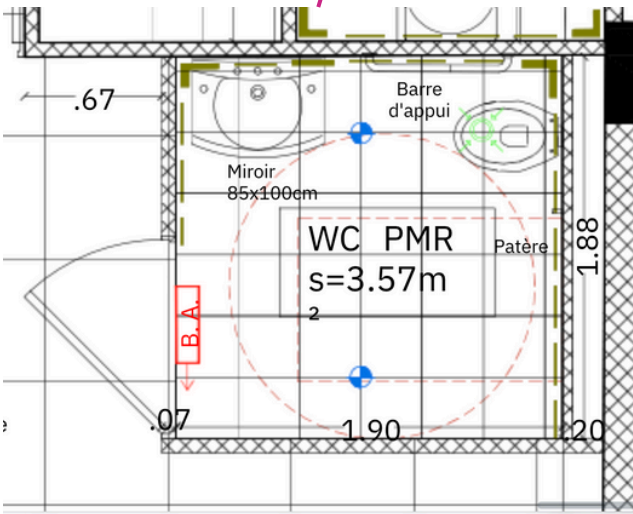 .67
Barre
d'appui
Miroir
85x100cm
WC PMR
s=3.57m
2
Patère
1.88
B. A.
.07
1.90
.20
e